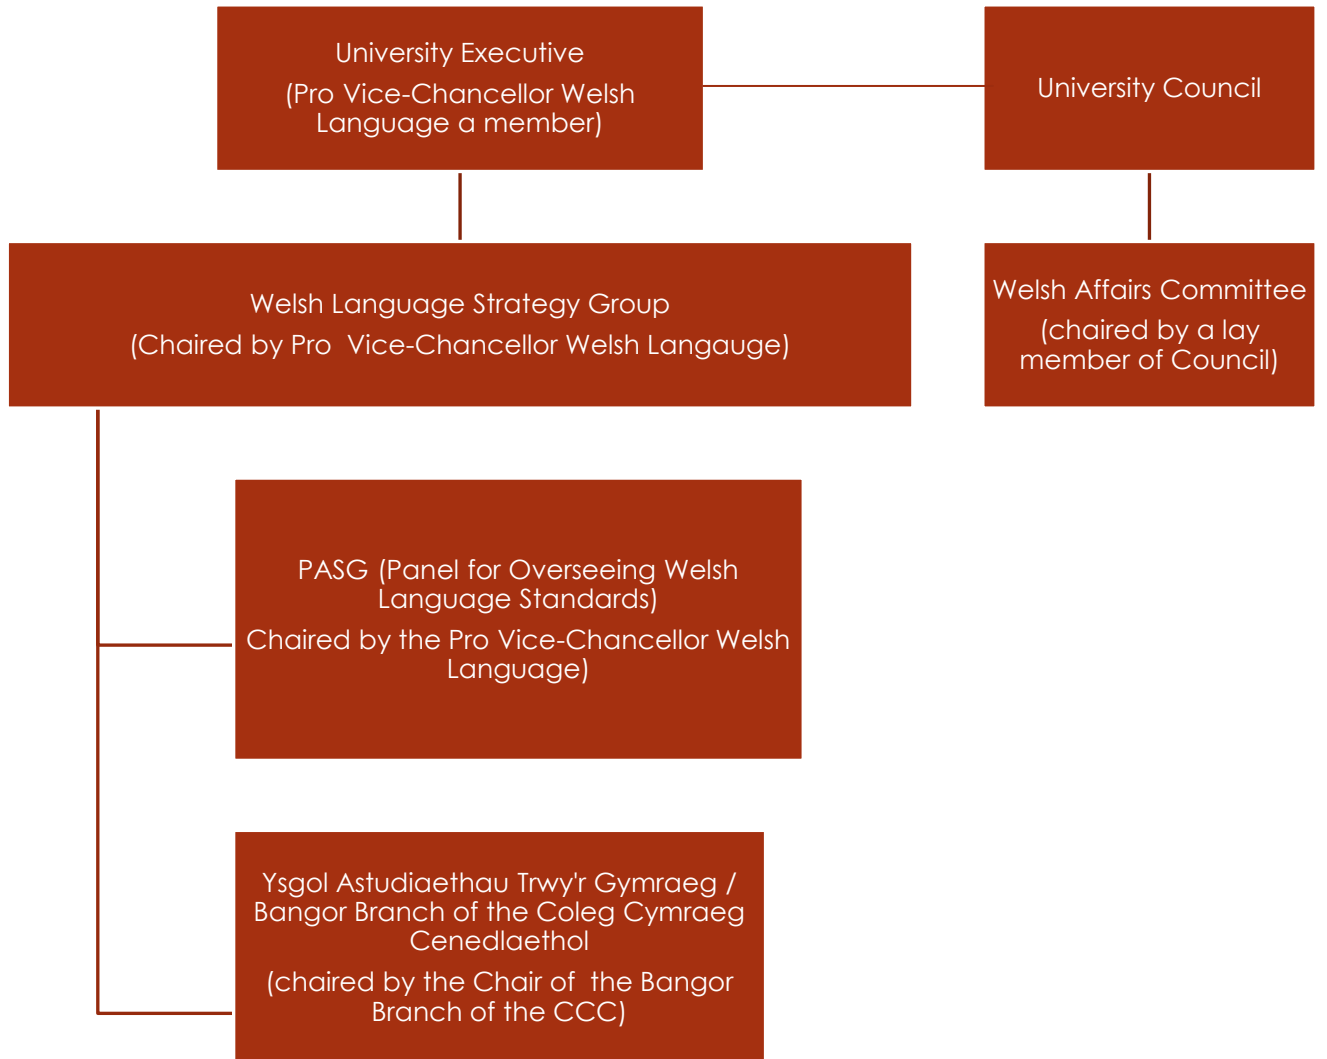 University Executive
(Pro Vice-Chancellor Welsh
Language a member)
University Council
Welsh Language Strategy Group
(Chaired by Pro  Vice-Chancellor Welsh Langauge)
Welsh Affairs Committee
(chaired by a lay
member of Council)
PASG (Panel for Overseeing Welsh
Language Standards)
Chaired by the Pro Vice-Chancellor Welsh
Language)
Ysgol Astudiaethau Trwy'r Gymraeg /
Bangor Branch of the Coleg Cymraeg
Cenedlaethol
(chaired by the Chair of  the Bangor
Branch of the CCC)